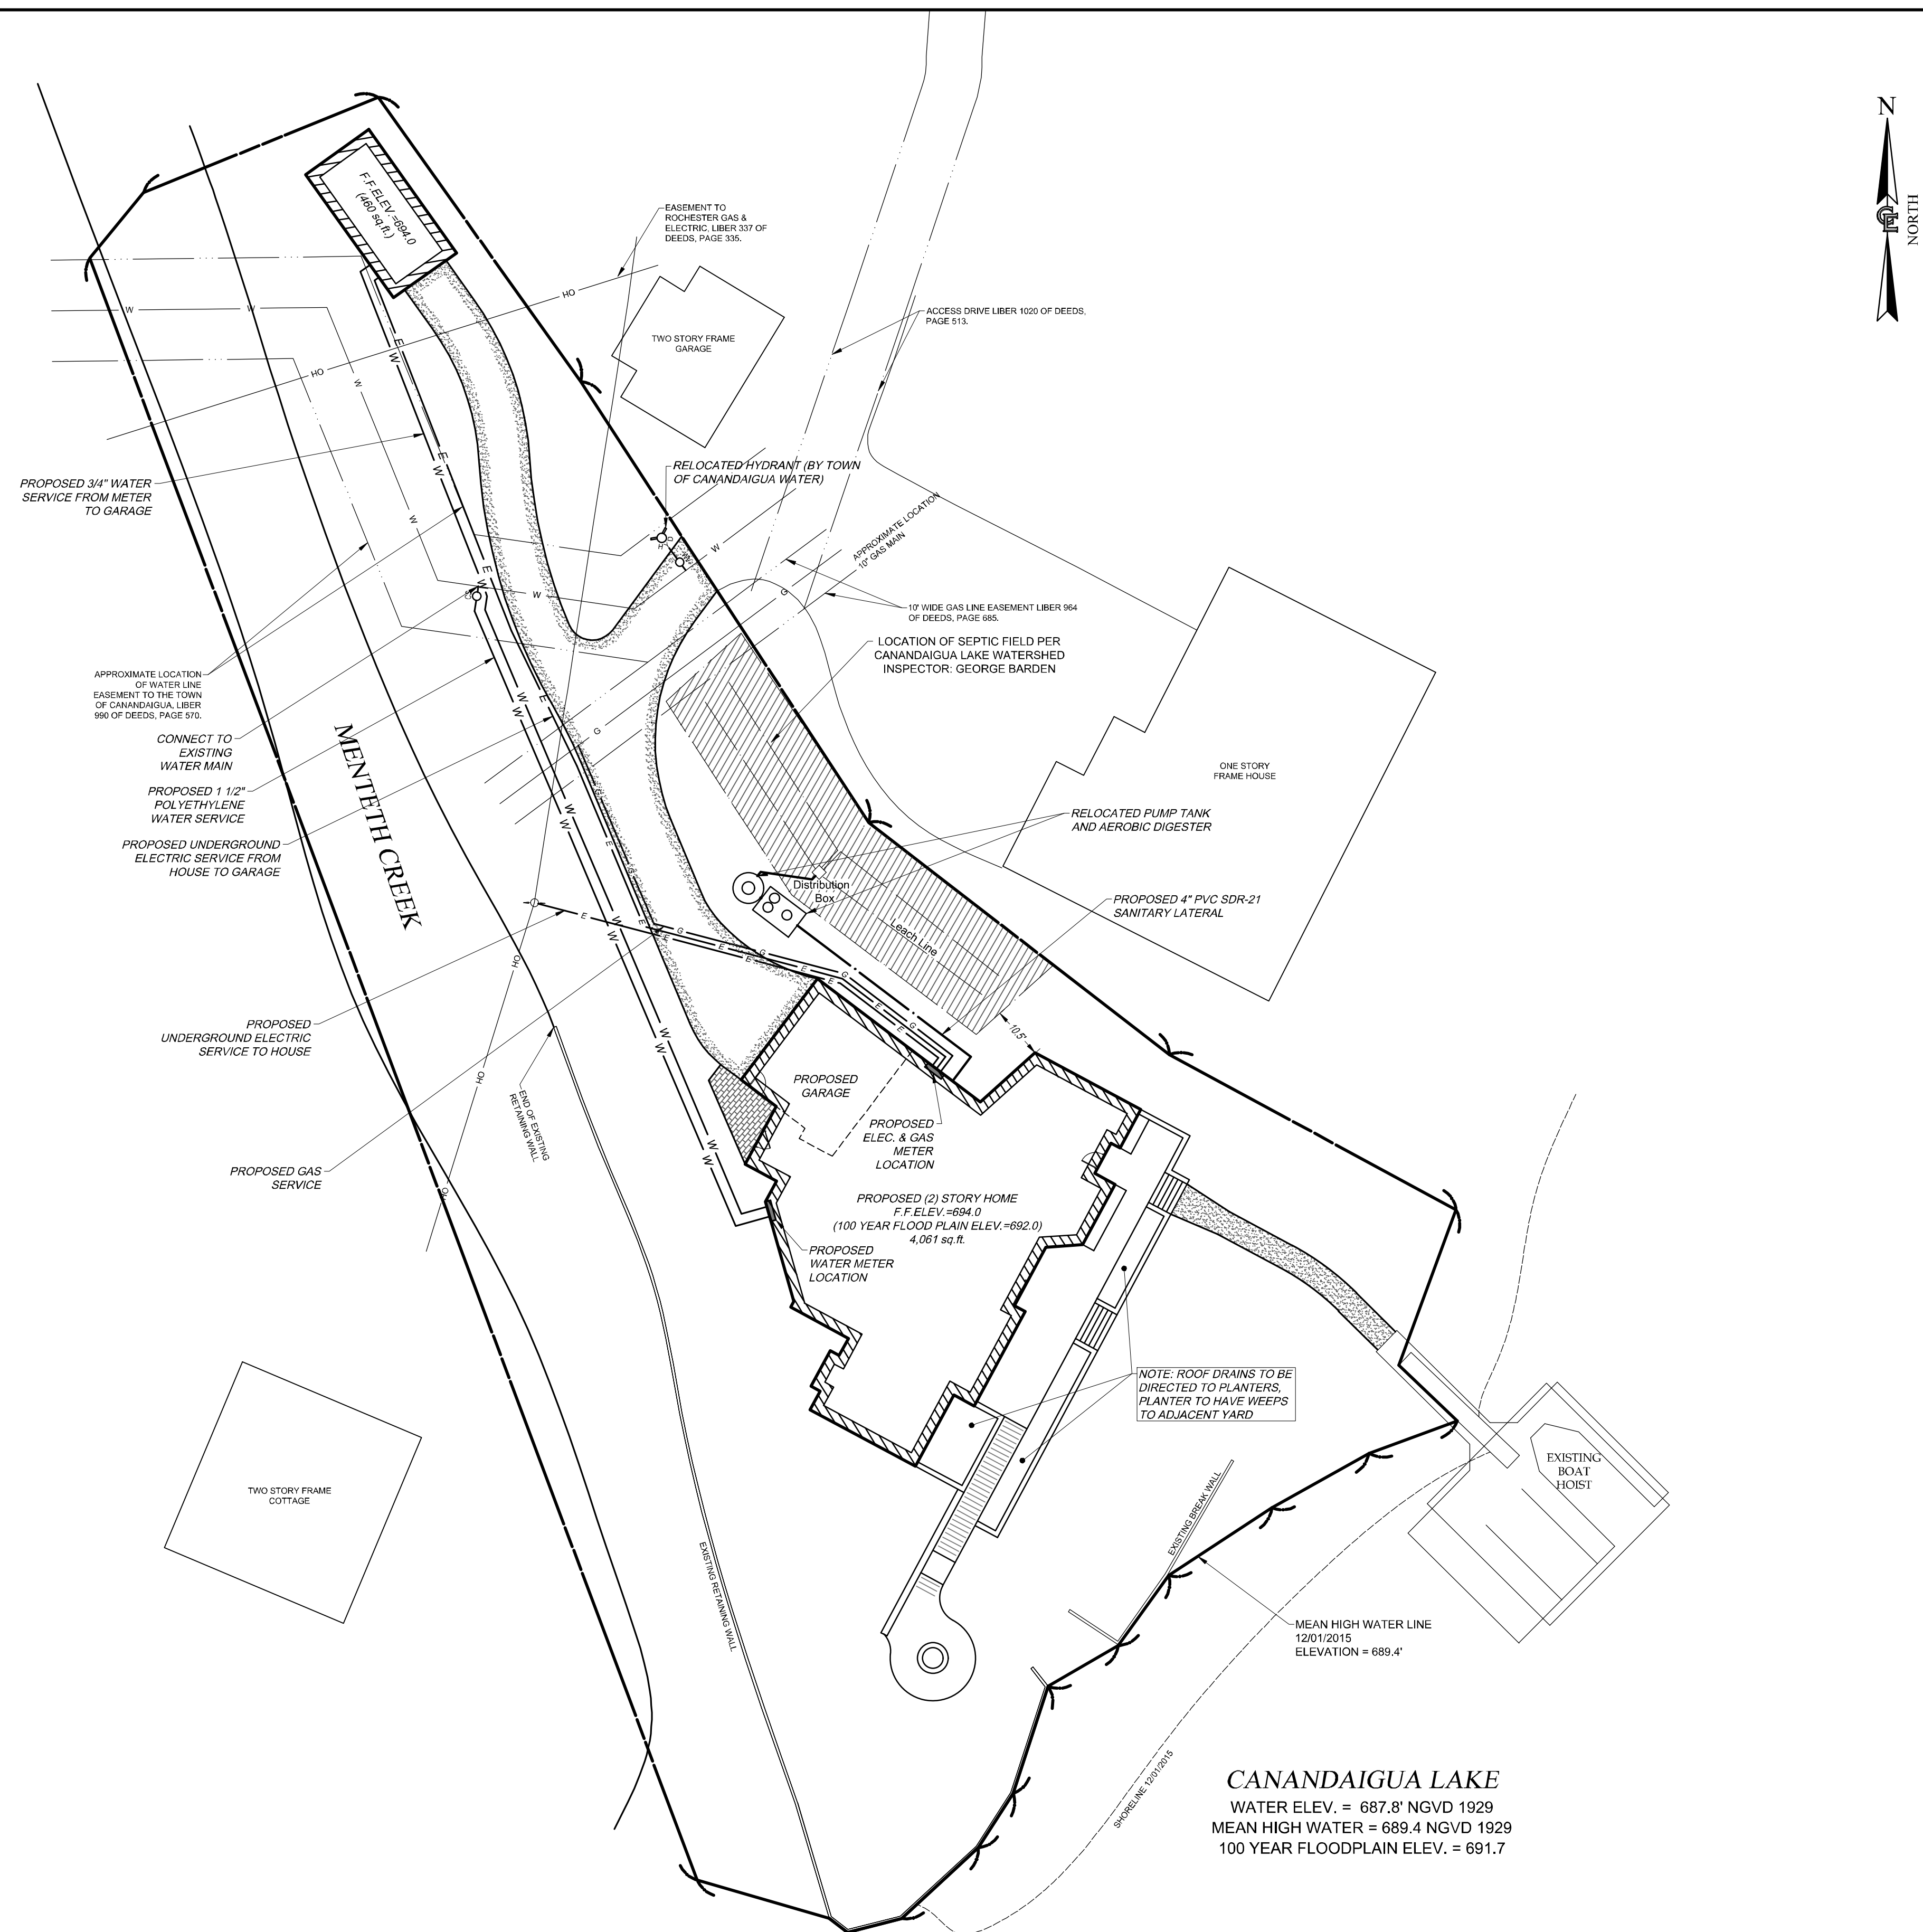 N
NORTH
F.F.ELEV.=694.0
(460 sq.ft.)
EASEMENT TO
ROCHESTER GAS &
ELECTRIC, LIBER 337 OF
DEEDS, PAGE 335.
HO
TWO STORY FRAME
GARAGE
ACCESS DRIVE LIBER 1020 OF DEEDS,
PAGE 513.
W
W
HO
W
E
W
E
W
PROPOSED 3/4" WATER
SERVICE FROM METER
TO GARAGE
RELOCATED HYDRANT (BY TOWN
OF CANANDAIGUA WATER)
APPROXIMATE LOCATION
10" GAS MAIN
W
H
W
E
W
W
G
10' WIDE GAS LINE EASEMENT LIBER 964
OF DEEDS, PAGE 685.
LOCATION OF SEPTIC FIELD PER
CANANDAIGUA LAKE WATERSHED
INSPECTOR: GEORGE BARDEN
APPROXIMATE LOCATION
OF WATER LINE
EASEMENT TO THE TOWN
OF CANANDAIGUA, LIBER
990 OF DEEDS, PAGE 570.
CONNECT TO
EXISTING
WATER MAIN
PROPOSED 1 1/2"
POLYETHYLENE
WATER SERVICE
PROPOSED UNDERGROUND
ELECTRIC SERVICE FROM
HOUSE TO GARAGE
MENTETH CREEK
W
W
E
G
G
W
W
E
G
ONE STORY
FRAME HOUSE
RELOCATED PUMP TANK
AND AEROBIC DIGESTER
Distribution
Box
Leach Line
PROPOSED 4" PVC SDR-21
SANITARY LATERAL
E
W
W
E
E
G
E
E
G
E
E
G
E
E
G
HO
PROPOSED
UNDERGROUND ELECTRIC
SERVICE TO HOUSE
10.5'
W
W
HO
END OF EXISTING
RETAINING WALL
PROPOSED
GARAGE
PROPOSED
ELEC. & GAS
METER
LOCATION
W
W
PROPOSED GAS
SERVICE
HO
PROPOSED (2) STORY HOME
F.F.ELEV.=694.0
(100 YEAR FLOOD PLAIN ELEV.=692.0)
4,061 sq.ft.
PROPOSED
WATER METER
LOCATION
NOTE: ROOF DRAINS TO BE
DIRECTED TO PLANTERS,
PLANTER TO HAVE WEEPS
TO ADJACENT YARD
EXISTING
BOAT
HOIST
TWO STORY FRAME
COTTAGE
EXISTING BREAK WALL
EXISTING RETAINING WALL
MEAN HIGH WATER LINE
12/01/2015
ELEVATION = 689.4'
SHORELINE 12/01/2015
CANANDAIGUA LAKE
WATER ELEV. = 687.8' NGVD 1929
MEAN HIGH WATER = 689.4 NGVD 1929
100 YEAR FLOODPLAIN ELEV. = 691.7